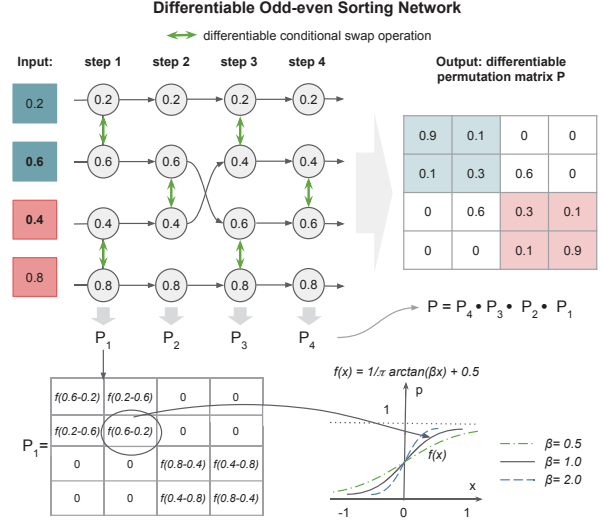 Differentiable Odd-even Sorting Network
differentiable conditional swap operation
Input: step 1 step 2 step 3 step 4
Output: differentiable
permutation matrix P
0.2 0.2 0.2 0.2 0.2
0.6 0.6 0.6 0.4 0.4
0.4 0.4 0.4 0.6 0.6
0.8 0.8 0.8 0.8 0.8
0.9 0.1 0 0
0.1 0.3 0.6 0
0 0.6 0.3 0.1
0 0 0.1 0.9
P1 P2 P3 P4
P = P4 • P3 • P2 • P1
P1=
f(0.6-0.2) f(0.2-0.6) 0 0
f(0.2-0.6) f(0.6-0.2) 0 0
0 0 f(0.8-0.4) f(0.4-0.8)
0 0 f(0.4-0.8) f(0.8-0.4)
f(x) = 1/π arctan(βx) + 0.5
p
1
f(x)
x
-1 0 1
β= 0.5
β= 1.0
β= 2.0